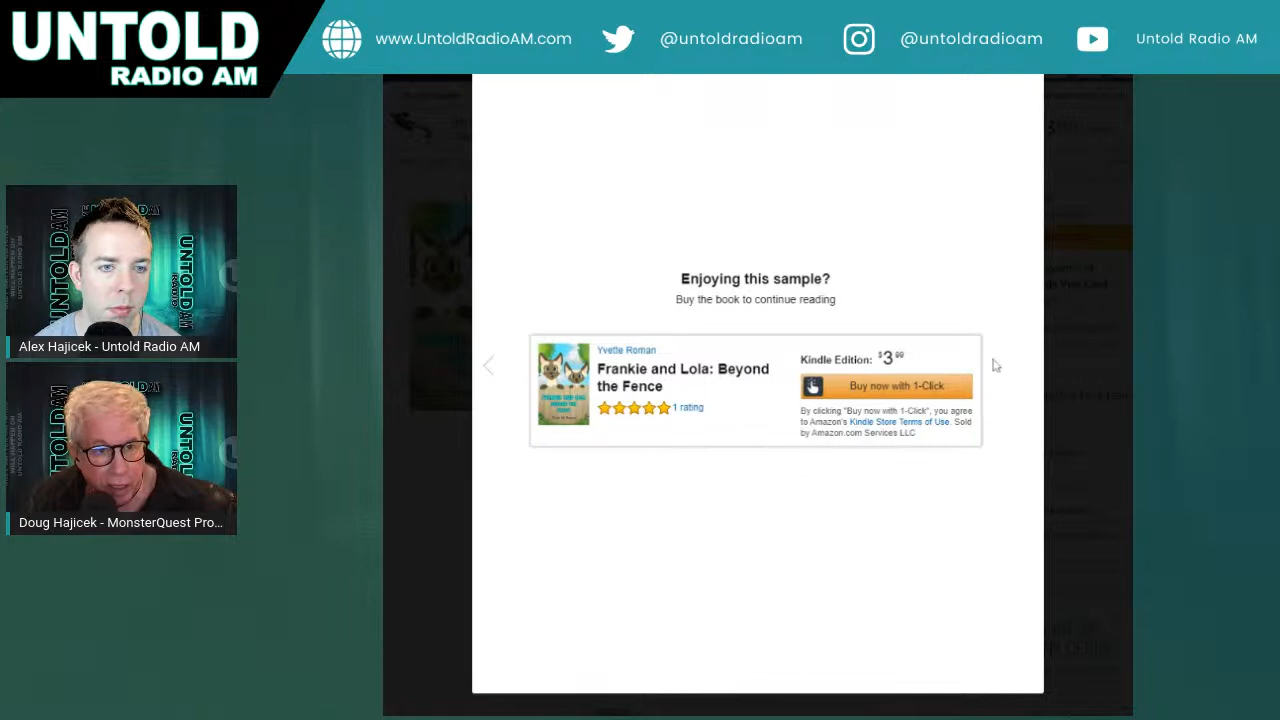 UNTOLD
RADIO AM
www.UntoldRadioAM.com
@untoldradioam
@untoldradioam
Untold Radio AM
Alex Hajicek - Untold Radio AM
Doug Hajicek - MonsterQuest Pro...
Enjoying this sample?
Buy the book to continue reading
Yvette Roman
Frankie and Lola: Beyond
the Fence
1 rating
Kindle Edition: $3.99
Buy now with 1-Click
By clicking "Buy now with 1-Click", you agree
to Amazon's Kindle Store Terms of Use. Sold
by Amazon.com Services LLC